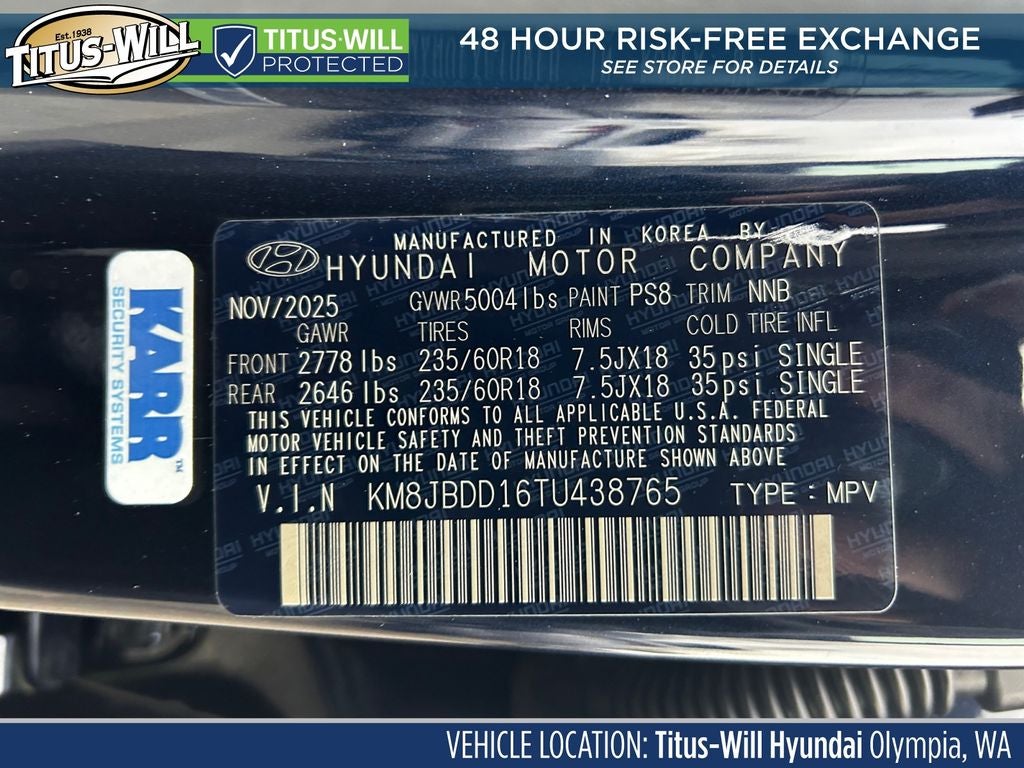 Est.1938
TITUS-WILL
TITUS-WILL
PROTECTED
48 HOUR RISK-FREE EXCHANGE
SEE STORE FOR DETAILS
KARR™
SECURITY SYSTEMS
MANUFACTURED IN KOREA BY
HYUNDAI MOTOR COMPANY
NOV/2025 GVWR 5004lbs PAINT PS8 TRIM NNB
GAWR TIRES RIMS COLD TIRE INFL
FRONT 2778 lbs 235/60R18 7.5JX18 35psi SINGLE
REAR 2646 lbs 235/60R18 7.5JX18 35psi SINGLE
THIS VEHICLE CONFORMS TO ALL APPLICABLE U.S.A. FEDERAL
MOTOR VEHICLE SAFETY AND THEFT PREVENTION STANDARDS
IN EFFECT ON THE DATE OF MANUFACTURE SHOWN ABOVE
V.I.N KM8JBDD16TU438765 TYPE : MPV
VEHICLE LOCATION: Titus-Will Hyundai Olympia, WA